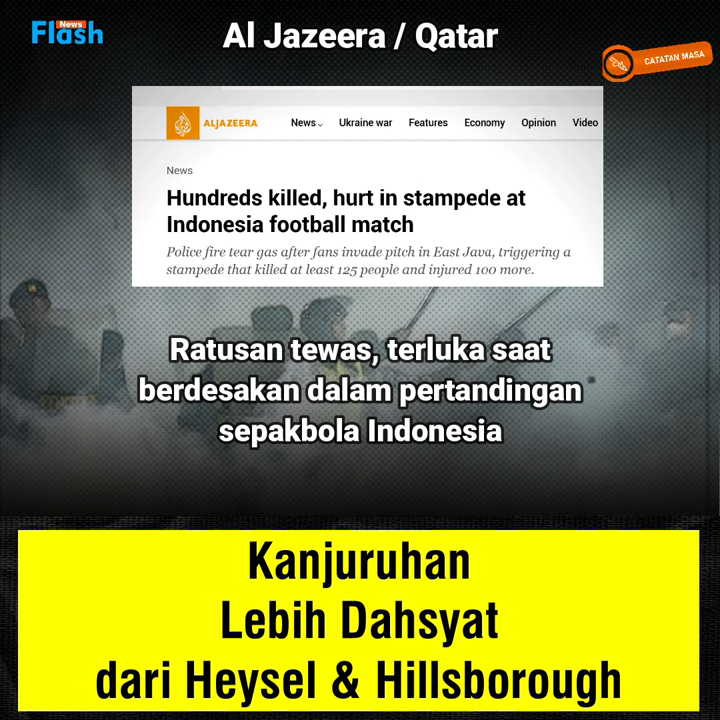 News
Flash
Al Jazeera / Qatar
CATATAN MASA
ALJAZEERA
News Ukraine war Features Economy Opinion Video
News
Hundreds killed, hurt in stampede at
Indonesia football match
Police fire tear gas after fans invade pitch in East Java, triggering a
stampede that killed at least 125 people and injured 100 more.
Ratusan tewas, terluka saat
berdesakan dalam pertandingan
sepakbola Indonesia
Kanjuruhan
Lebih Dahsyat
dari Heysel & Hillsborough